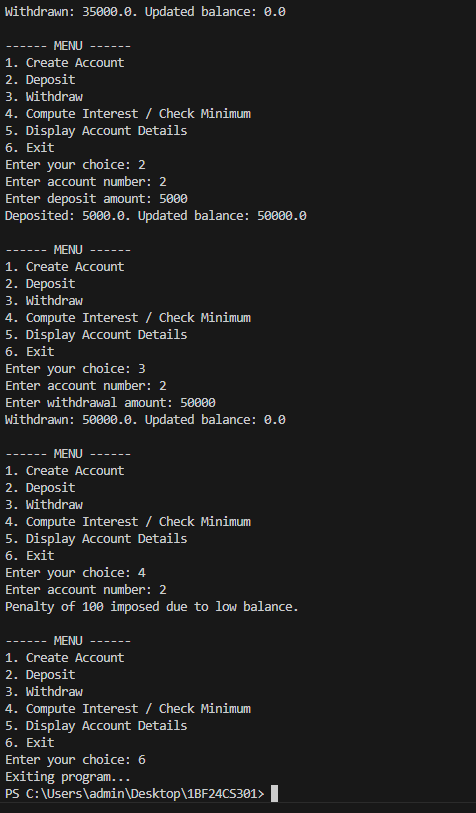 Withdrawn: 35000.0. Updated balance: 0.0

------ MENU ------
1. Create Account
2. Deposit
3. Withdraw
4. Compute Interest / Check Minimum
5. Display Account Details
6. Exit
Enter your choice: 2
Enter account number: 2
Enter deposit amount: 5000
Deposited: 5000.0. Updated balance: 50000.0

------ MENU ------
1. Create Account
2. Deposit
3. Withdraw
4. Compute Interest / Check Minimum
5. Display Account Details
6. Exit
Enter your choice: 3
Enter account number: 2
Enter withdrawal amount: 50000
Withdrawn: 50000.0. Updated balance: 0.0

------ MENU ------
1. Create Account
2. Deposit
3. Withdraw
4. Compute Interest / Check Minimum
5. Display Account Details
6. Exit
Enter your choice: 4
Enter account number: 2
Penalty of 100 imposed due to low balance.

------ MENU ------
1. Create Account
2. Deposit
3. Withdraw
4. Compute Interest / Check Minimum
5. Display Account Details
6. Exit
Enter your choice: 6
Exiting program...
PS C:\Users\admin\Desktop\1BF24CS301>